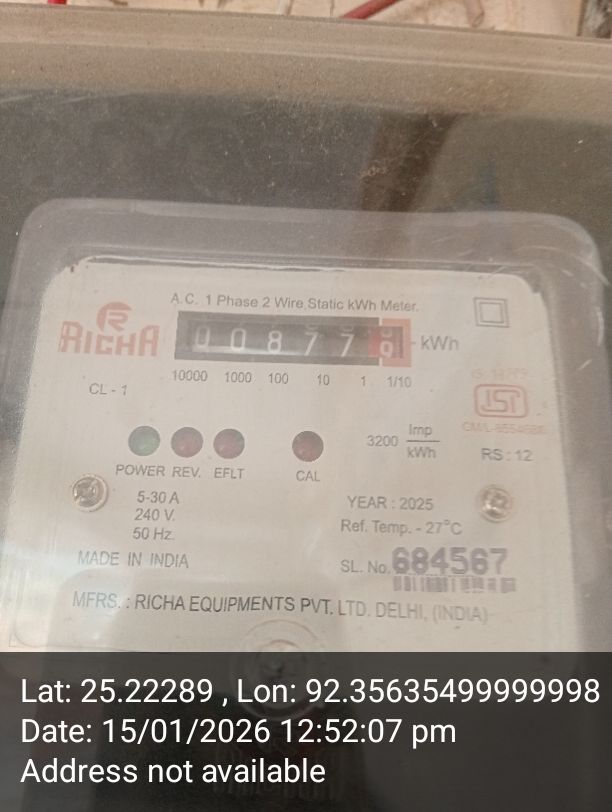 A.C. 1 Phase 2 Wire Static kWh Meter.
RICHA
0 0 8 7 7 kWh
10000 1000 100 10 1 1/10
CL - 1
ISI
3200 Imp/kWh
RS : 12
POWER REV. EFLT CAL
5-30 A
240 V.
50 Hz.
YEAR : 2025
Ref. Temp. - 27°C
MADE IN INDIA
SL. No. 684567
MFRS. : RICHA EQUIPMENTS PVT. LTD. DELHI, (INDIA)
Lat: 25.22289 , Lon: 92.35635499999998
Date: 15/01/2026 12:52:07 pm
Address not available